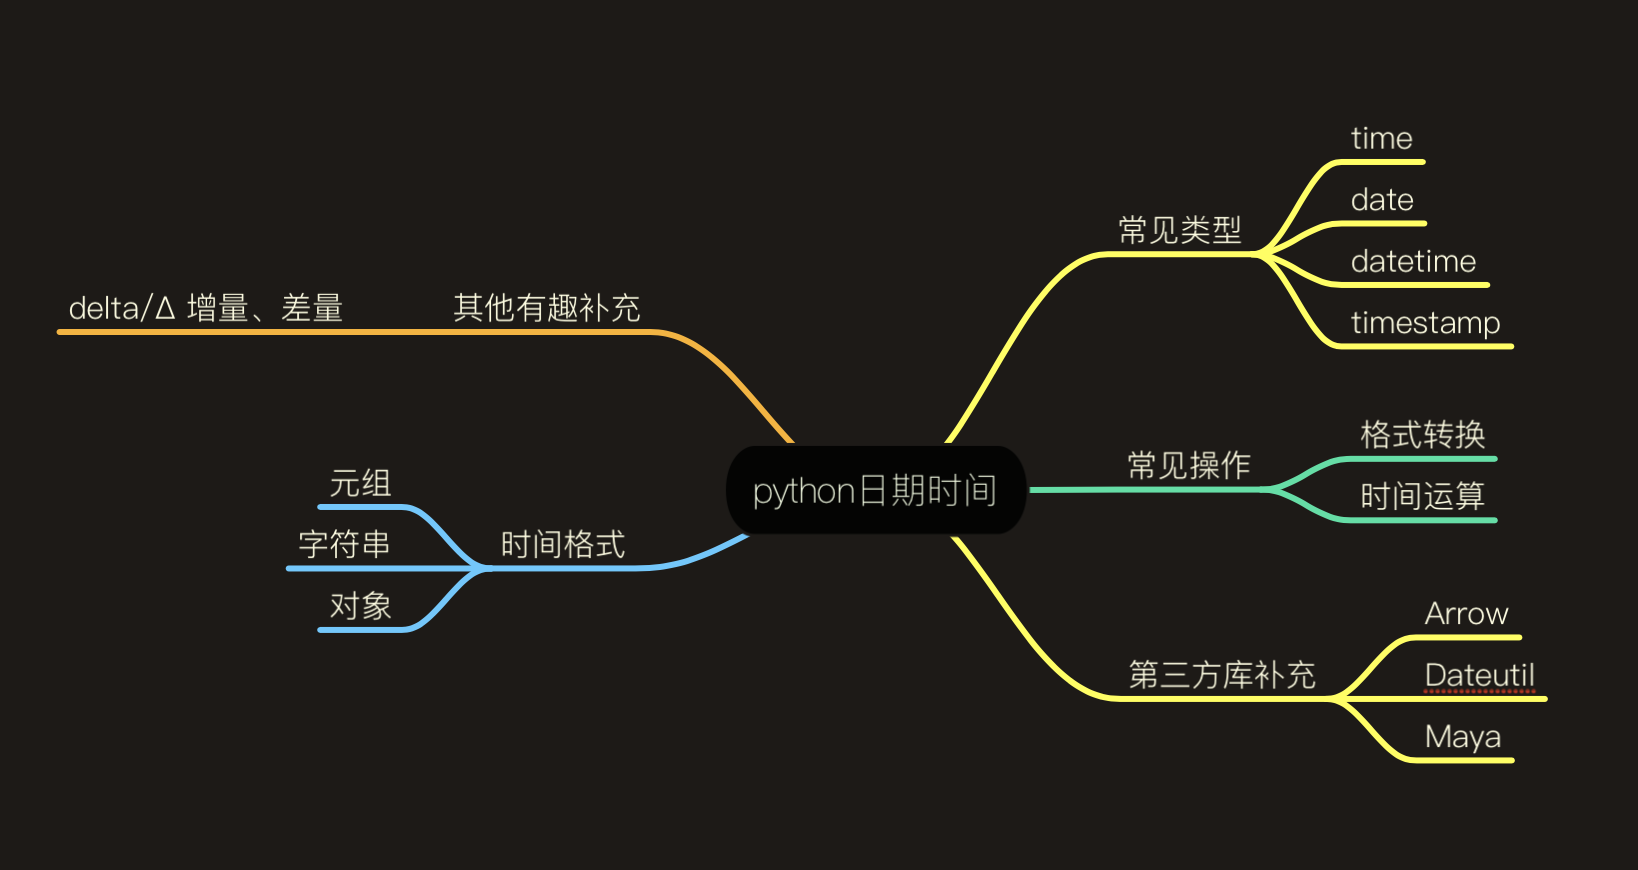 python日期时间
常见类型
time
date
datetime
timestamp
常见操作
格式转换
时间运算
第三方库补充
Arrow
Dateutil
Maya
其他有趣补充
delta/Δ 增量、差量
时间格式
元组
字符串
对象